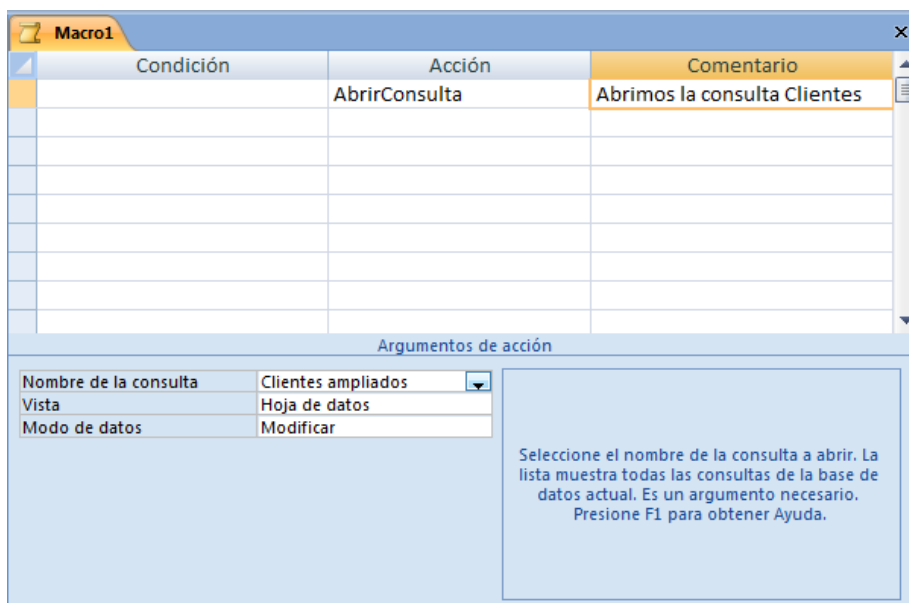 Macro1
Condición Acción Comentario
AbrirConsulta Abrimos la consulta Clientes
Argumentos de acción
Nombre de la consulta Clientes ampliados
Vista Hoja de datos
Modo de datos Modificar
Seleccione el nombre de la consulta a abrir. La
lista muestra todas las consultas de la base de
datos actual. Es un argumento necesario.
Presione F1 para obtener Ayuda.